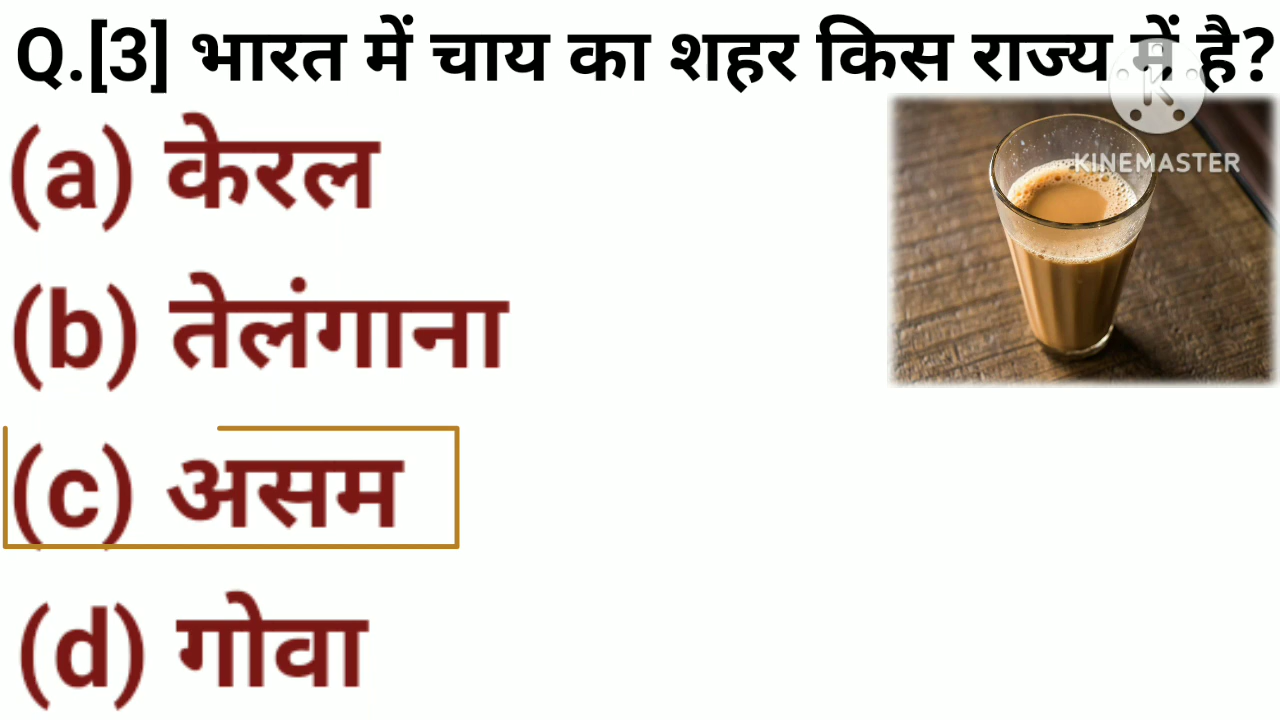 Q.[3] भारत में चाय का शहर किस राज्य में है?
KINEMASTER
(a) केरल
(b) तेलंगाना
(c) असम
(d) गोवा